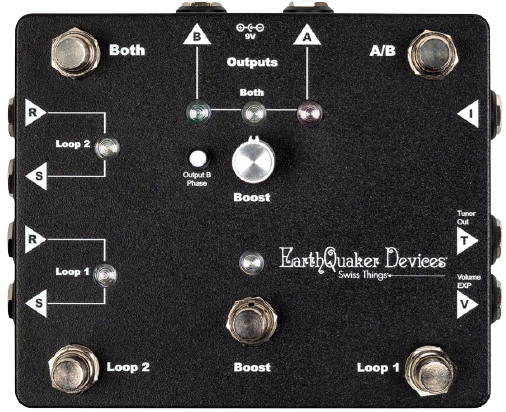 B
9V
A
Both
Outputs
A/B
Both
R
Loop 2
I
S
Output B
Phase
Boost
Tuner
Out
R
T
EarthQuaker Devices
Swiss Things
Loop 1
Volume
EXP
S
V
Loop 2
Boost
Loop 1